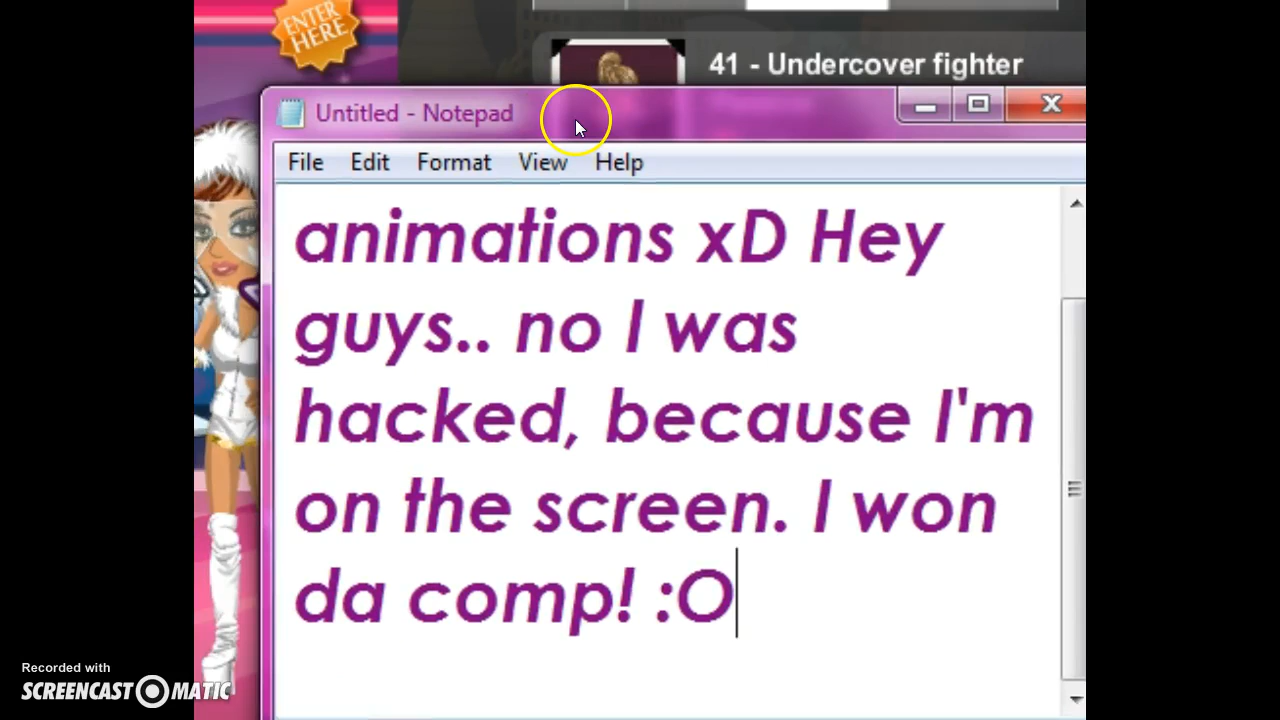 ENTER
HERE
41 - Undercover fighter
Untitled - Notepad
File Edit Format View Help
animations xD Hey
guys.. no I was
hacked, because I'm
on the screen. I won
da comp! :O
Recorded with
SCREENCAST MATIC